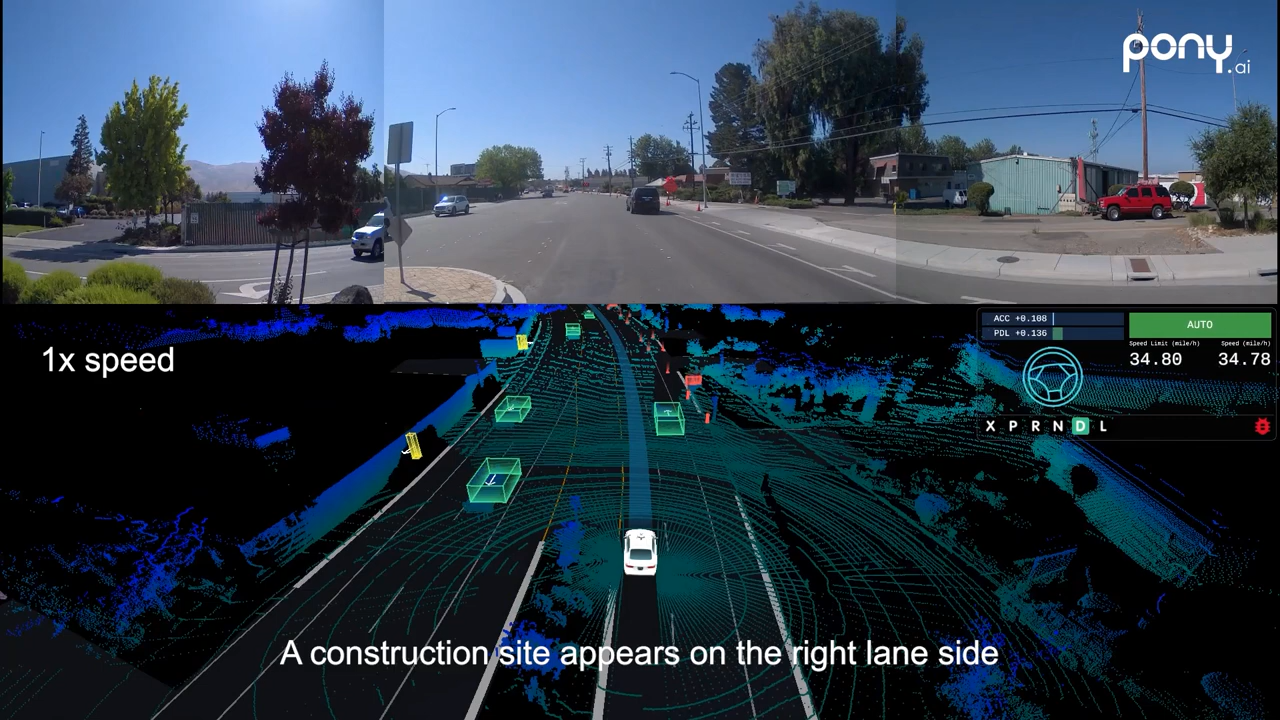 pony.ai
1x speed
ACC +0.108
PDL +0.136
AUTO
Speed Limit (mile/h)
Speed (mile/h)
34.80
34.78
X P R N D L
A construction site appears on the right lane side